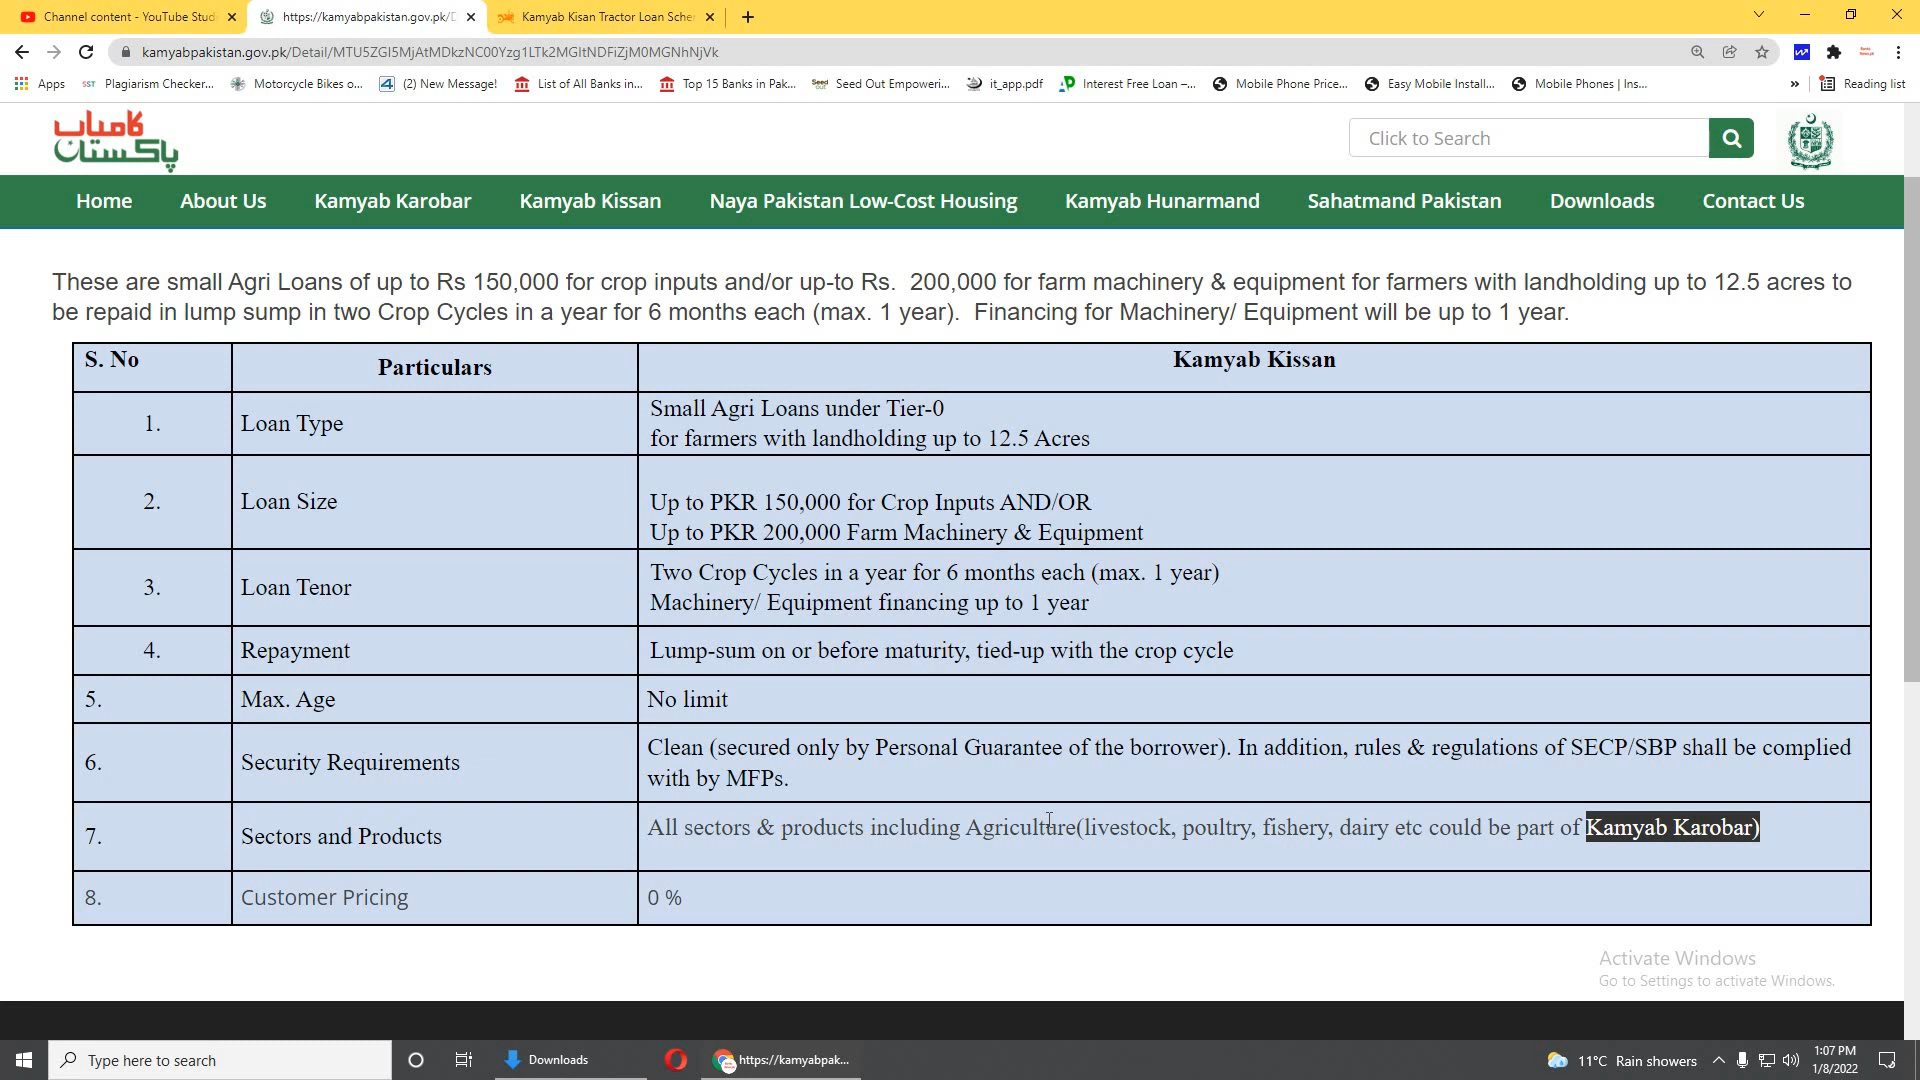 Channel content - YouTube Stud
https://kamyabpakistan.gov.pk/D
Kamyab Kisan Tractor Loan Sche
kamyabpakistan.gov.pk/Detail/MTU5ZGI5MjAtMDkzNC00Yzg1LTk2MGItNDFiZjM0MGNhNjVk
Apps
SST Plagiarism Checker...
Motorcycle Bikes o...
(2) New Message!
List of All Banks in...
Top 15 Banks in Pak...
Seed Out Empoweri...
it_app.pdf
Interest Free Loan –...
Mobile Phone Price...
Easy Mobile Install...
Mobile Phones | Ins...
»
Reading list
کامیاب
پاکستان
Click to Search
Home About Us Kamyab Karobar Kamyab Kissan Naya Pakistan Low-Cost Housing Kamyab Hunarmand Sahatmand Pakistan Downloads Contact Us
These are small Agri Loans of up to Rs 150,000 for crop inputs and/or up-to Rs. 200,000 for farm machinery & equipment for farmers with landholding up to 12.5 acres to
be repaid in lump sump in two Crop Cycles in a year for 6 months each (max. 1 year). Financing for Machinery/ Equipment will be up to 1 year.
S. No Particulars Kamyab Kissan
1. Loan Type Small Agri Loans under Tier-0
for farmers with landholding up to 12.5 Acres
2. Loan Size Up to PKR 150,000 for Crop Inputs AND/OR
Up to PKR 200,000 Farm Machinery & Equipment
3. Loan Tenor Two Crop Cycles in a year for 6 months each (max. 1 year)
Machinery/ Equipment financing up to 1 year
4. Repayment Lump-sum on or before maturity, tied-up with the crop cycle
5. Max. Age No limit
6. Security Requirements Clean (secured only by Personal Guarantee of the borrower). In addition, rules & regulations of SECP/SBP shall be complied
with by MFPs.
7. Sectors and Products All sectors & products including Agriculture(livestock, poultry, fishery, dairy etc could be part of Kamyab Karobar)
8. Customer Pricing 0 %
Activate Windows
Go to Settings to activate Windows.
Type here to search
Downloads
https://kamyabpak...
11°C Rain showers
1:07 PM
1/8/2022